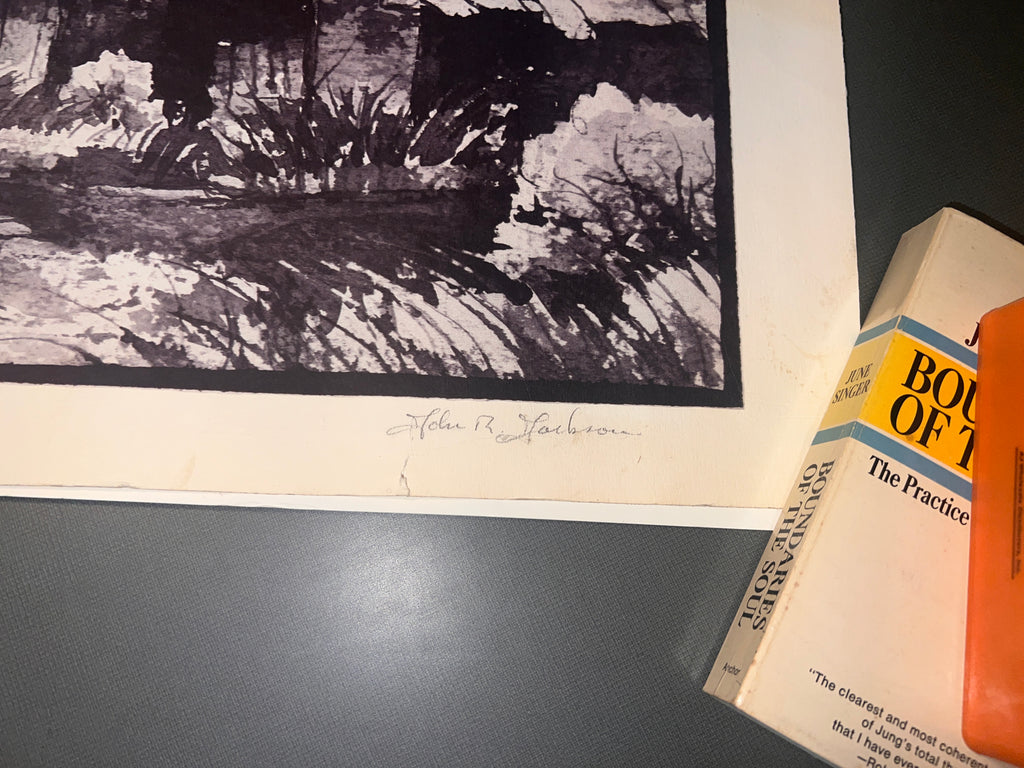 John R. Jackson
J
JUNE
SINGER
BOU
OF T
The Practice
BOUNDARIES
OF THE SOUL
Anchor
"The clearest and most coheren
of Jung's total th
that I have eve